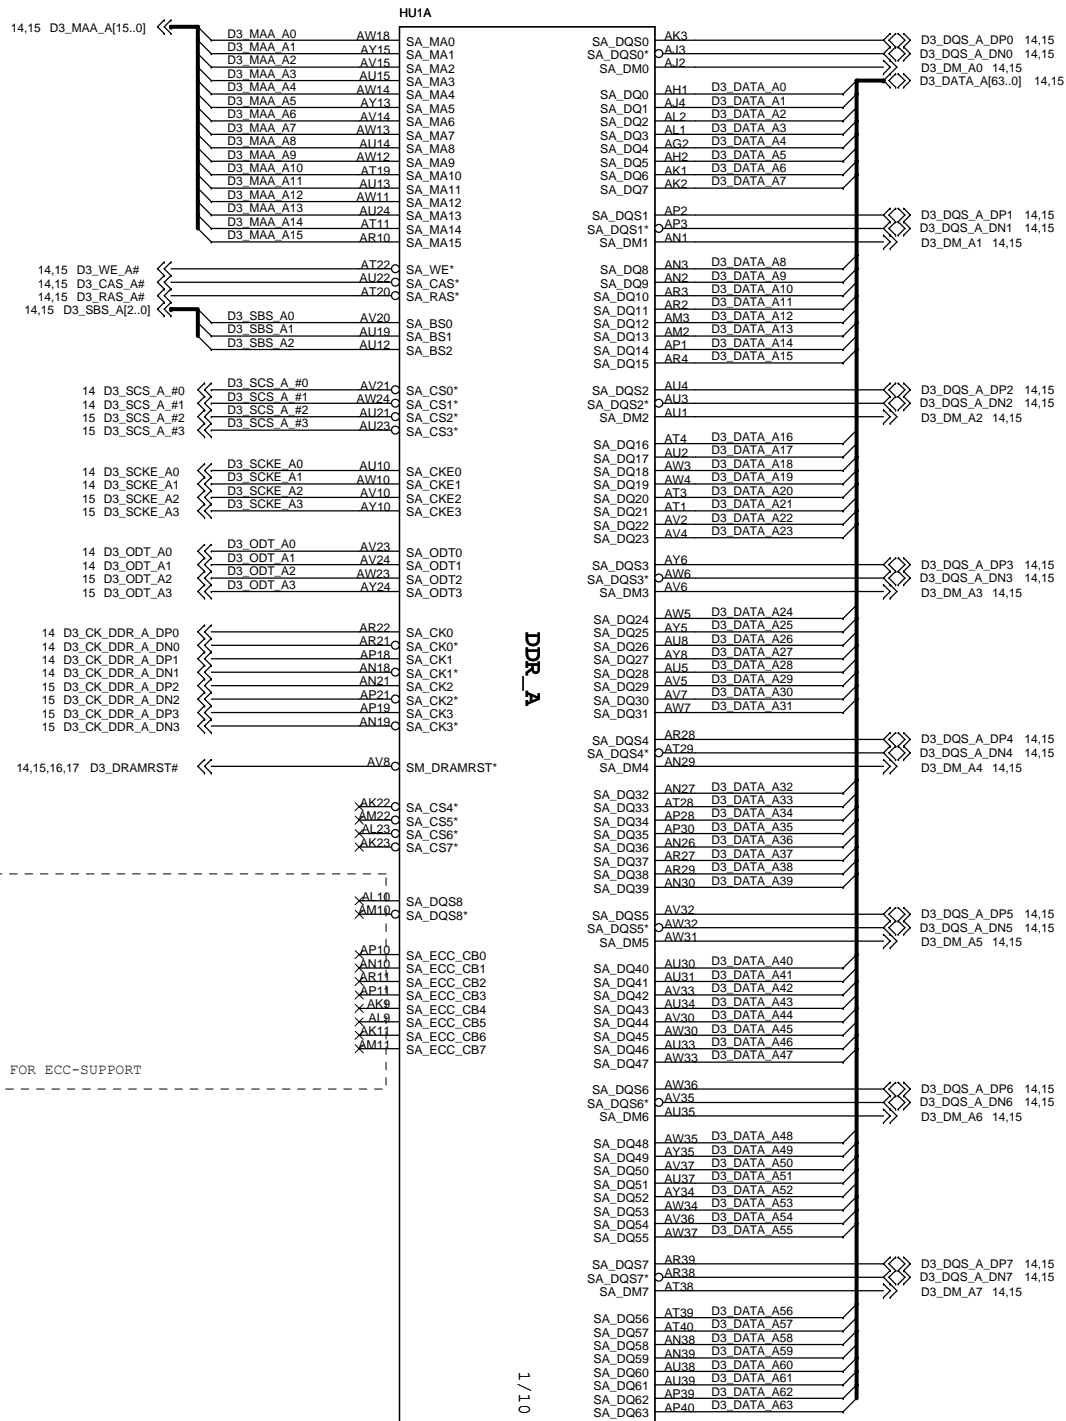 HU1A
14,15 D3_MAA_A[15..0]
D3_MAA_A0 AW18 SA_MA0
D3_MAA_A1 AY15 SA_MA1
D3_MAA_A2 AV15 SA_MA2
D3_MAA_A3 AU15 SA_MA3
D3_MAA_A4 AW14 SA_MA4
D3_MAA_A5 AY13 SA_MA5
D3_MAA_A6 AV14 SA_MA6
D3_MAA_A7 AW13 SA_MA7
D3_MAA_A8 AU14 SA_MA8
D3_MAA_A9 AW12 SA_MA9
D3_MAA_A10 AT19 SA_MA10
D3_MAA_A11 AU13 SA_MA11
D3_MAA_A12 AW11 SA_MA12
D3_MAA_A13 AU24 SA_MA13
D3_MAA_A14 AT11 SA_MA14
D3_MAA_A15 AR10 SA_MA15
14,15 D3_WE_A# AT22 SA_WE*
14,15 D3_CAS_A# AU22 SA_CAS*
14,15 D3_RAS_A# AT20 SA_RAS*
14,15 D3_SBS_A[2..0]
D3_SBS_A0 AV20 SA_BS0
D3_SBS_A1 AU19 SA_BS1
D3_SBS_A2 AU12 SA_BS2
14 D3_SCS_A_#0 D3_SCS_A_#0 AV21 SA_CS0*
14 D3_SCS_A_#1 D3_SCS_A_#1 AW24 SA_CS1*
15 D3_SCS_A_#2 D3_SCS_A_#2 AU21 SA_CS2*
15 D3_SCS_A_#3 D3_SCS_A_#3 AU23 SA_CS3*
14 D3_SCKE_A0 D3_SCKE_A0 AU10 SA_CKE0
14 D3_SCKE_A1 D3_SCKE_A1 AW10 SA_CKE1
15 D3_SCKE_A2 D3_SCKE_A2 AV10 SA_CKE2
15 D3_SCKE_A3 D3_SCKE_A3 AY10 SA_CKE3
14 D3_ODT_A0 D3_ODT_A0 AV23 SA_ODT0
14 D3_ODT_A1 D3_ODT_A1 AV24 SA_ODT1
15 D3_ODT_A2 D3_ODT_A2 AW23 SA_ODT2
15 D3_ODT_A3 D3_ODT_A3 AY24 SA_ODT3
14 D3_CK_DDR_A_DP0 AR22 SA_CK0
14 D3_CK_DDR_A_DN0 AR21 SA_CK0*
14 D3_CK_DDR_A_DP1 AP18 SA_CK1
14 D3_CK_DDR_A_DN1 AN18 SA_CK1*
15 D3_CK_DDR_A_DP2 AN21 SA_CK2
15 D3_CK_DDR_A_DN2 AP21 SA_CK2*
15 D3_CK_DDR_A_DP3 AP19 SA_CK3
15 D3_CK_DDR_A_DN3 AN19 SA_CK3*
14,15,16,17 D3_DRAMRST# AV8 SM_DRAMRST*
AK22 SA_CS4*
AM22 SA_CS5*
AL23 SA_CS6*
AK23 SA_CS7*
AL10 SA_DQS8
AM10 SA_DQS8*
AP10 SA_ECC_CB0
AN10 SA_ECC_CB1
AR11 SA_ECC_CB2
AP11 SA_ECC_CB3
AK9 SA_ECC_CB4
AL9 SA_ECC_CB5
AK11 SA_ECC_CB6
AM11 SA_ECC_CB7
FOR ECC-SUPPORT
DDR_A
1/10
SA_DQS0 AK3 D3_DQS_A_DP0 14,15
SA_DQS0* AJ3 D3_DQS_A_DN0 14,15
SA_DM0 AJ2 D3_DM_A0 14,15
D3_DATA_A[63..0] 14,15
SA_DQ0 AH1 D3_DATA_A0
SA_DQ1 AJ4 D3_DATA_A1
SA_DQ2 AL2 D3_DATA_A2
SA_DQ3 AL1 D3_DATA_A3
SA_DQ4 AG2 D3_DATA_A4
SA_DQ5 AH2 D3_DATA_A5
SA_DQ6 AK1 D3_DATA_A6
SA_DQ7 AK2 D3_DATA_A7
SA_DQS1 AP2 D3_DQS_A_DP1 14,15
SA_DQS1* AP3 D3_DQS_A_DN1 14,15
SA_DM1 AN1 D3_DM_A1 14,15
SA_DQ8 AN3 D3_DATA_A8
SA_DQ9 AN2 D3_DATA_A9
SA_DQ10 AR3 D3_DATA_A10
SA_DQ11 AR2 D3_DATA_A11
SA_DQ12 AM3 D3_DATA_A12
SA_DQ13 AM2 D3_DATA_A13
SA_DQ14 AP1 D3_DATA_A14
SA_DQ15 AR4 D3_DATA_A15
SA_DQS2 AU4 D3_DQS_A_DP2 14,15
SA_DQS2* AU3 D3_DQS_A_DN2 14,15
SA_DM2 AU1 D3_DM_A2 14,15
SA_DQ16 AT4 D3_DATA_A16
SA_DQ17 AU2 D3_DATA_A17
SA_DQ18 AW3 D3_DATA_A18
SA_DQ19 AW4 D3_DATA_A19
SA_DQ20 AT3 D3_DATA_A20
SA_DQ21 AT1 D3_DATA_A21
SA_DQ22 AV2 D3_DATA_A22
SA_DQ23 AV4 D3_DATA_A23
SA_DQS3 AY6 D3_DQS_A_DP3 14,15
SA_DQS3* AW6 D3_DQS_A_DN3 14,15
SA_DM3 AV6 D3_DM_A3 14,15
SA_DQ24 AW5 D3_DATA_A24
SA_DQ25 AY5 D3_DATA_A25
SA_DQ26 AU8 D3_DATA_A26
SA_DQ27 AY8 D3_DATA_A27
SA_DQ28 AU5 D3_DATA_A28
SA_DQ29 AV5 D3_DATA_A29
SA_DQ30 AV7 D3_DATA_A30
SA_DQ31 AW7 D3_DATA_A31
SA_DQS4 AR28 D3_DQS_A_DP4 14,15
SA_DQS4* AT29 D3_DQS_A_DN4 14,15
SA_DM4 AN29 D3_DM_A4 14,15
SA_DQ32 AN27 D3_DATA_A32
SA_DQ33 AT28 D3_DATA_A33
SA_DQ34 AP28 D3_DATA_A34
SA_DQ35 AP30 D3_DATA_A35
SA_DQ36 AN26 D3_DATA_A36
SA_DQ37 AR27 D3_DATA_A37
SA_DQ38 AR29 D3_DATA_A38
SA_DQ39 AN30 D3_DATA_A39
SA_DQS5 AV32 D3_DQS_A_DP5 14,15
SA_DQS5* AW32 D3_DQS_A_DN5 14,15
SA_DM5 AW31 D3_DM_A5 14,15
SA_DQ40 AU30 D3_DATA_A40
SA_DQ41 AU31 D3_DATA_A41
SA_DQ42 AV33 D3_DATA_A42
SA_DQ43 AU34 D3_DATA_A43
SA_DQ44 AV30 D3_DATA_A44
SA_DQ45 AW30 D3_DATA_A45
SA_DQ46 AU33 D3_DATA_A46
SA_DQ47 AW33 D3_DATA_A47
SA_DQS6 AW36 D3_DQS_A_DP6 14,15
SA_DQS6* AV35 D3_DQS_A_DN6 14,15
SA_DM6 AU35 D3_DM_A6 14,15
SA_DQ48 AW35 D3_DATA_A48
SA_DQ49 AY35 D3_DATA_A49
SA_DQ50 AV37 D3_DATA_A50
SA_DQ51 AU37 D3_DATA_A51
SA_DQ52 AY34 D3_DATA_A52
SA_DQ53 AW34 D3_DATA_A53
SA_DQ54 AV36 D3_DATA_A54
SA_DQ55 AW37 D3_DATA_A55
SA_DQS7 AR39 D3_DQS_A_DP7 14,15
SA_DQS7* AR38 D3_DQS_A_DN7 14,15
SA_DM7 AT38 D3_DM_A7 14,15
SA_DQ56 AT39 D3_DATA_A56
SA_DQ57 AT40 D3_DATA_A57
SA_DQ58 AN38 D3_DATA_A58
SA_DQ59 AN39 D3_DATA_A59
SA_DQ60 AU38 D3_DATA_A60
SA_DQ61 AU39 D3_DATA_A61
SA_DQ62 AP39 D3_DATA_A62
SA_DQ63 AP40 D3_DATA_A63